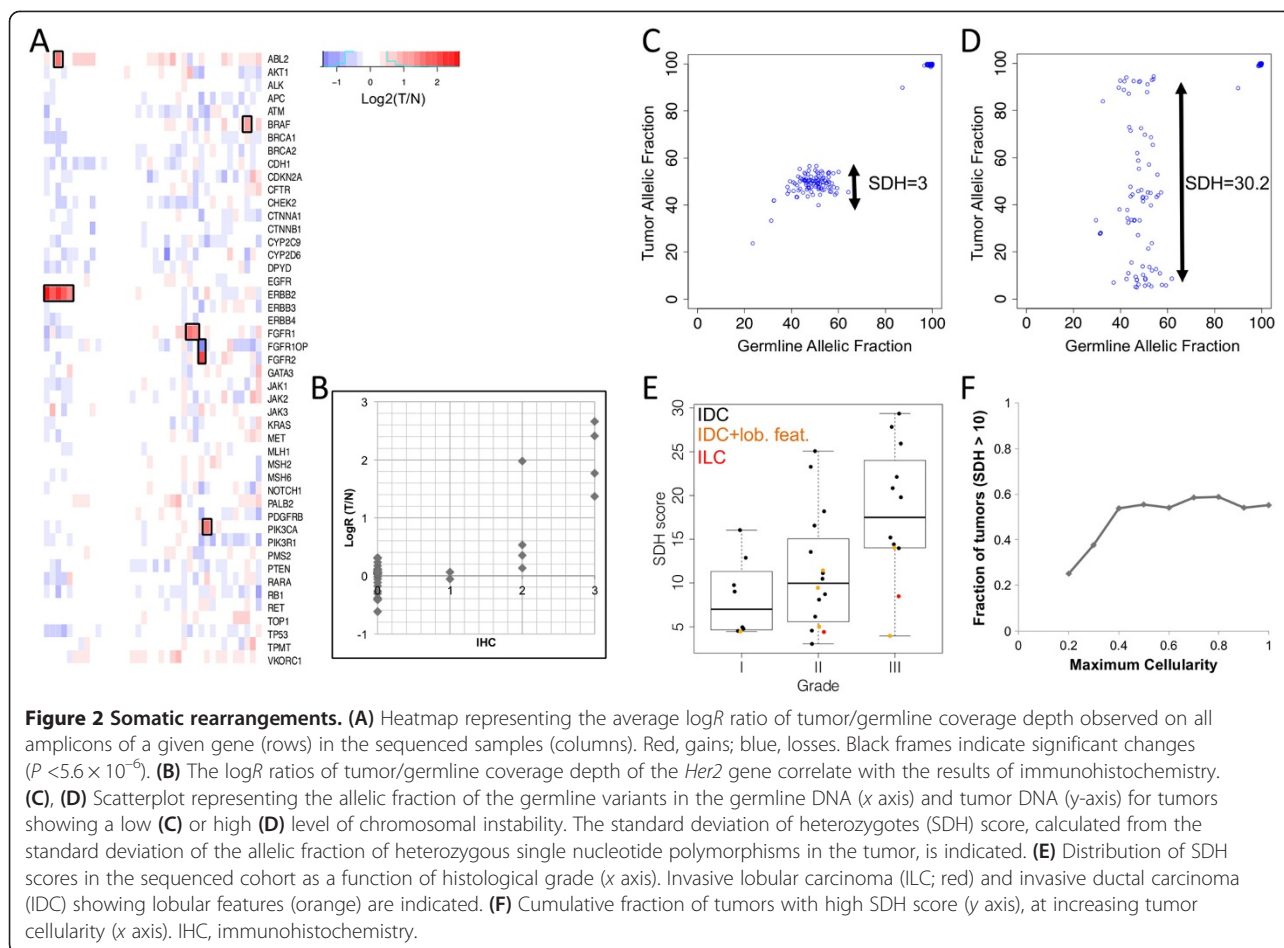 A
ABL2
AKT1
ALK
APC
ATM
BRAF
BRCA1
BRCA2
CDH1
CDKN2A
CFTR
CHEK2
CTNNA1
CTNNB1
CYP2C9
CYP2D6
DPYD
EGFR
ERBB2
ERBB3
ERBB4
FGFR1
FGFR1OP
FGFR2
GATA3
JAK1
JAK2
JAK3
KRAS
MET
MLH1
MSH2
MSH6
NOTCH1
PALB2
PDGFRB
PIK3CA
PIK3R1
PMS2
PTEN
RARA
RB1
RET
TOP1
TP53
TPMT
VKORC1
-1 0 1 2
Log2(T/N)
B
3
2
1
0
-1
LogR (T/N)
0 1 2 3
IHC
C
100
80
60
40
20
0
Tumor Allelic Fraction
SDH=3
0 20 40 60 80 100
Germline Allelic Fraction
D
100
80
60
40
20
0
Tumor Allelic Fraction
SDH=30.2
0 20 40 60 80 100
Germline Allelic Fraction
E
30
25
20
15
10
5
SDH score
IDC
IDC+lob. feat.
ILC
I II III
Grade
F
1
0.8
0.6
0.4
0.2
0
Fraction of tumors (SDH > 10)
0 0.2 0.4 0.6 0.8 1
Maximum Cellularity
Figure 2 Somatic rearrangements. (A) Heatmap representing the average logR ratio of tumor/germline coverage depth observed on all
amplicons of a given gene (rows) in the sequenced samples (columns). Red, gains; blue, losses. Black frames indicate significant changes
(P <5.6 × 10⁻⁶). (B) The logR ratios of tumor/germline coverage depth of the Her2 gene correlate with the results of immunohistochemistry.
(C), (D) Scatterplot representing the allelic fraction of the germline variants in the germline DNA (x axis) and tumor DNA (y-axis) for tumors
showing a low (C) or high (D) level of chromosomal instability. The standard deviation of heterozygotes (SDH) score, calculated from the
standard deviation of the allelic fraction of heterozygous single nucleotide polymorphisms in the tumor, is indicated. (E) Distribution of SDH
scores in the sequenced cohort as a function of histological grade (x axis). Invasive lobular carcinoma (ILC; red) and invasive ductal carcinoma
(IDC) showing lobular features (orange) are indicated. (F) Cumulative fraction of tumors with high SDH score (y axis), at increasing tumor
cellularity (x axis). IHC, immunohistochemistry.